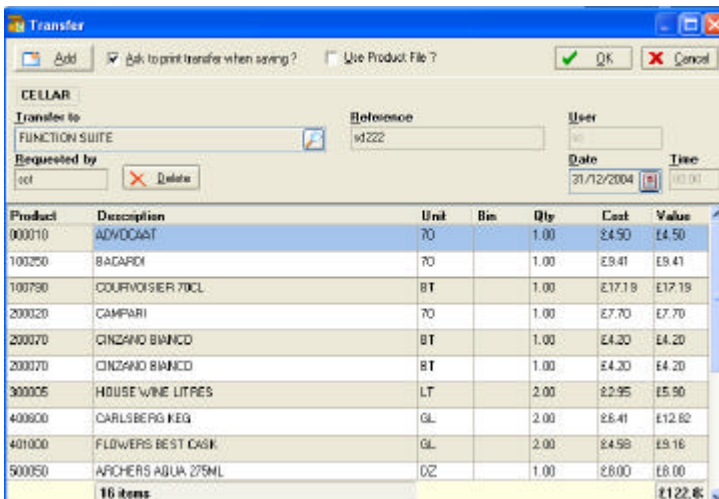 Transfer
Add Ask to print transfer when saving ? Use Product File ? OK Cancel
CELLAR
Transfer to Reference User
FUNCTION SUITE sd222
Requested by Date Time
Delete 31/12/2004 00:00
Product Description Unit Bin Qty Cost Value
000010 ADVOCAAT 70 1.00 £4.50 £4.50
100250 BACARDI 70 1.00 £9.41 £9.41
100790 COURVOISIER 70CL BT 1.00 £17.19 £17.19
200020 CAMPARI 70 1.00 £7.70 £7.70
200070 CINZANO BIANCO BT 1.00 £4.20 £4.20
200070 CINZANO BIANCO BT 1.00 £4.20 £4.20
300005 HOUSE WINE LITRES LT 2.00 £2.95 £5.90
400600 CARLSBERG KEG GL 2.00 £6.41 £12.82
401000 FLOWERS BEST CASK GL 2.00 £4.58 £9.16
500050 ARCHERS AQUA 275ML DZ 1.00 £8.00 £8.00
16 items £122.8